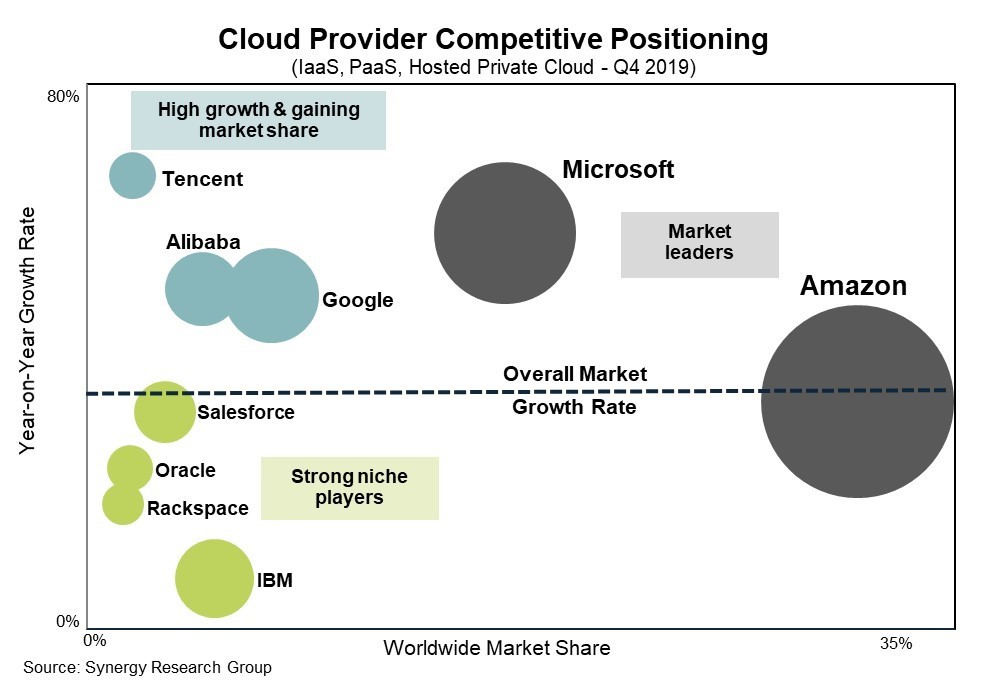 Cloud Provider Competitive Positioning
(IaaS, PaaS, Hosted Private Cloud - Q4 2019)
80%
High growth & gaining
market share
Tencent
Microsoft
Market
leaders
Alibaba
Google
Amazon
Year-on-Year Growth Rate
Overall Market
Growth Rate
Salesforce
Oracle
Strong niche
players
Rackspace
IBM
0%
0%
Worldwide Market Share
35%
Source: Synergy Research Group